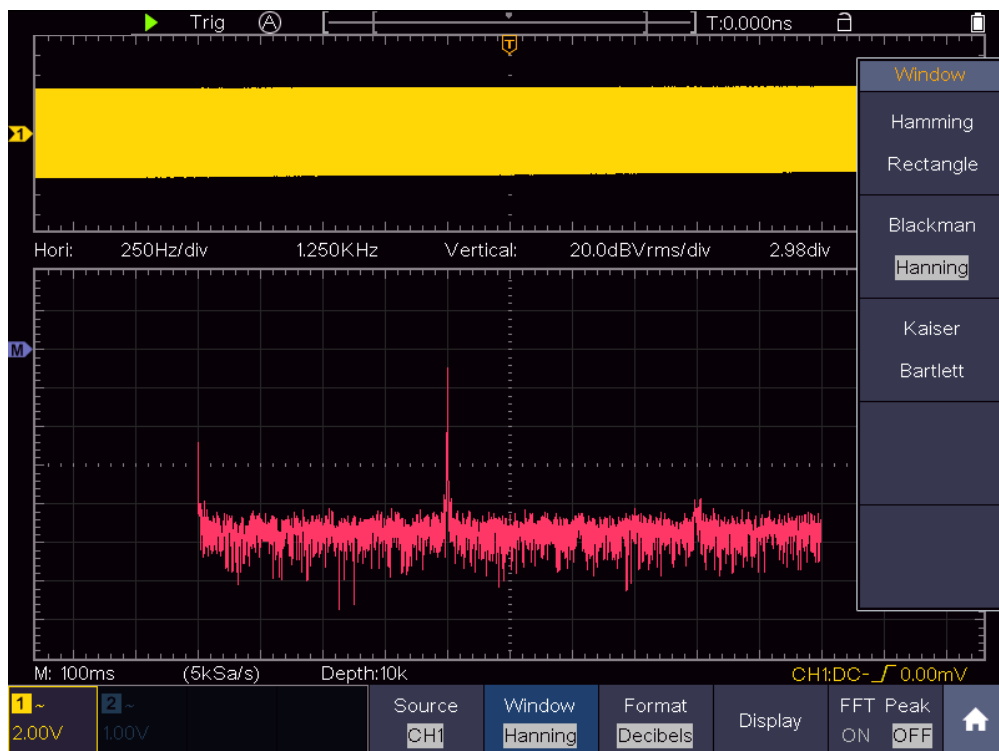 Trig A T:0.000ns
T
Window
1
Hamming
Rectangle
Blackman
Hanning
Kaiser
Bartlett
Hori: 250Hz/div 1.250KHz Vertical: 20.0dBVrms/div 2.98div
M
M: 100ms (5kSa/s) Depth:10k CH1:DC- 0.00mV
1 ~ 2 ~ Source Window Format Display FFT Peak
2.00V 1.00V CH1 Hanning Decibels ON OFF